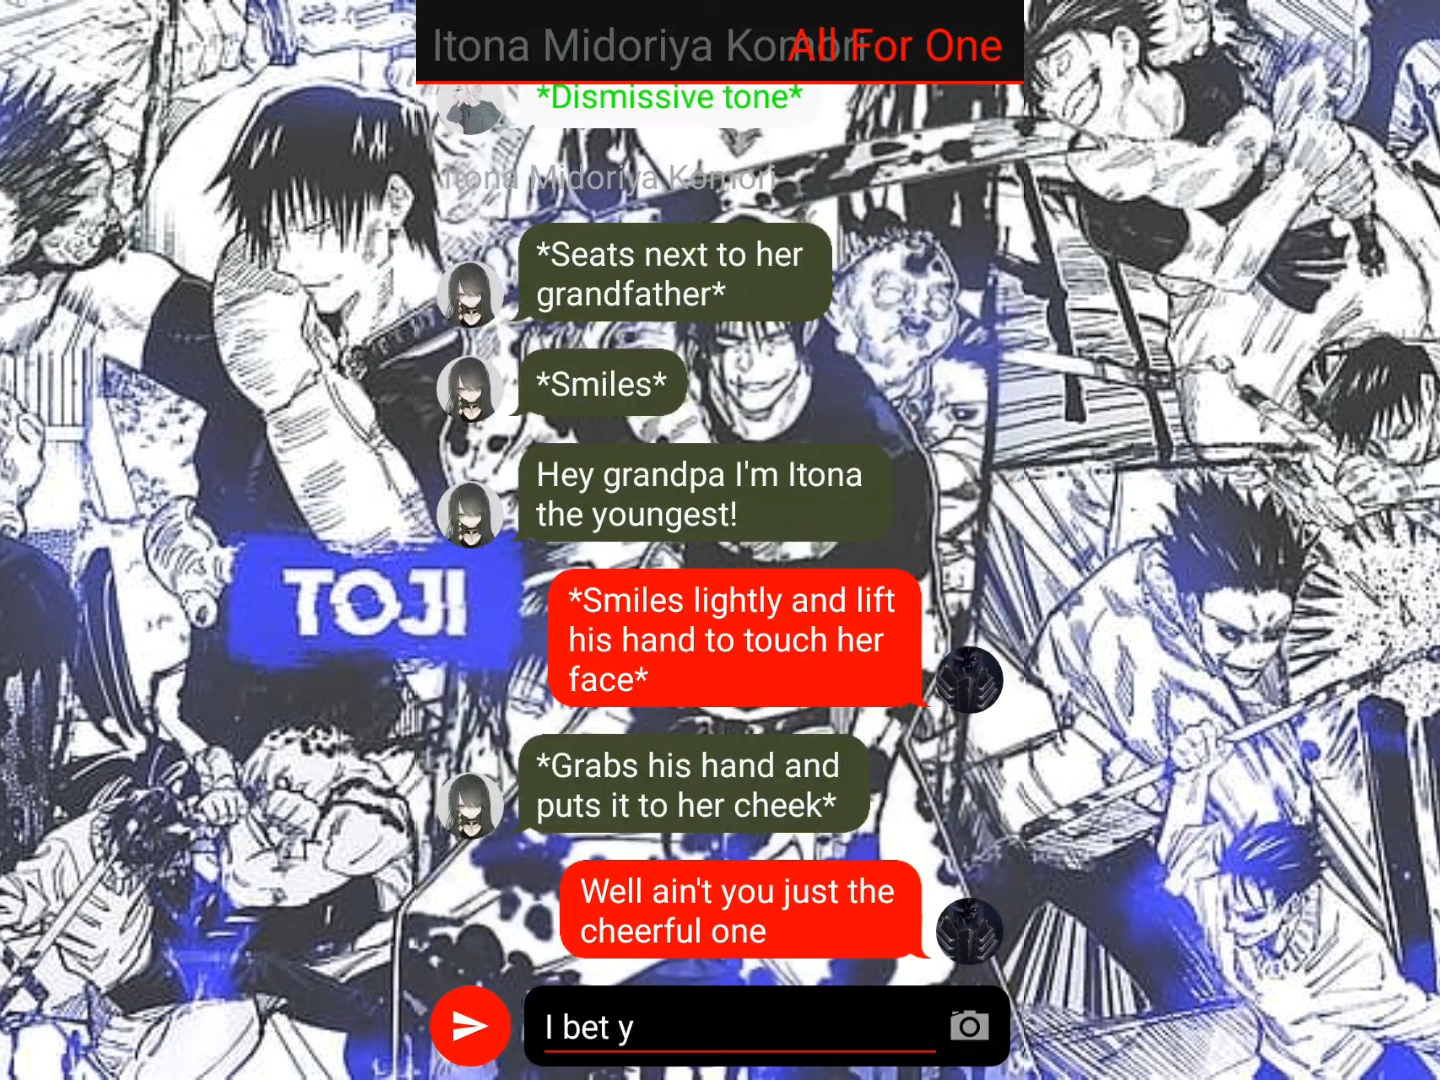 Itona Midoriya Komori
All For One
*Dismissive tone*
Itona Midoriya Komori
*Seats next to her
grandfather*
*Smiles*
Hey grandpa I'm Itona
the youngest!
TOJI
*Smiles lightly and lift
his hand to touch her
face*
*Grabs his hand and
puts it to her cheek*
Well ain't you just the
cheerful one
I bet y